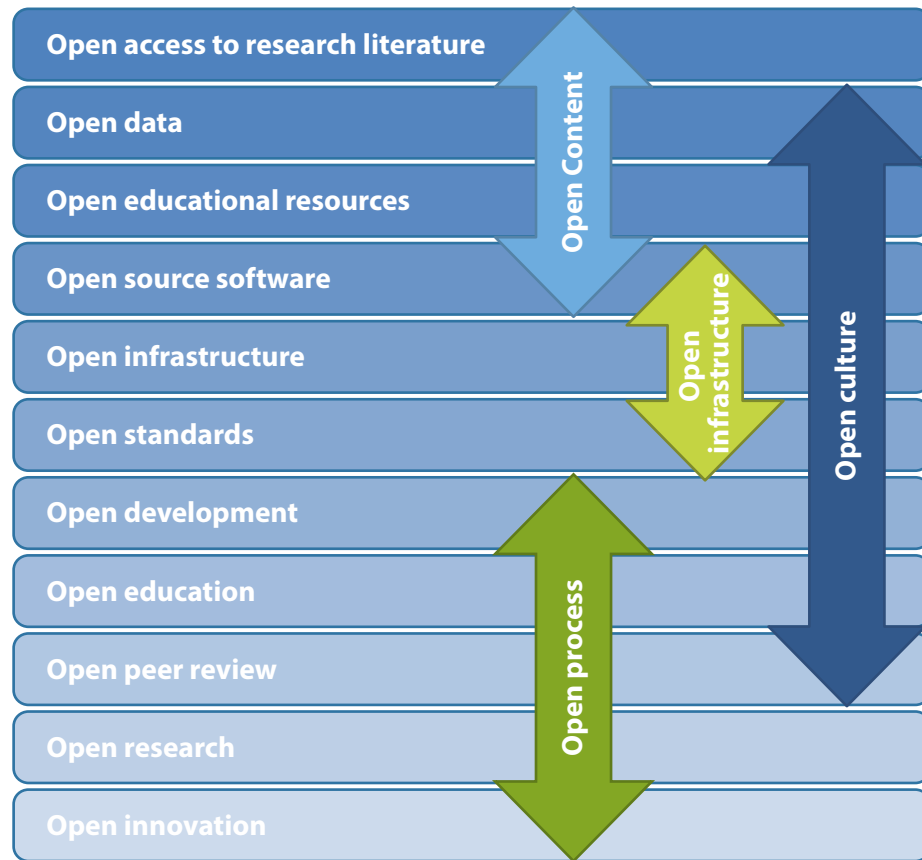 Open access to research literature
Open data
Open educational resources
Open source software
Open infrastructure
Open standards
Open development
Open education
Open peer review
Open research
Open innovation
Open Content
Open
infrastructure
Open culture
Open process